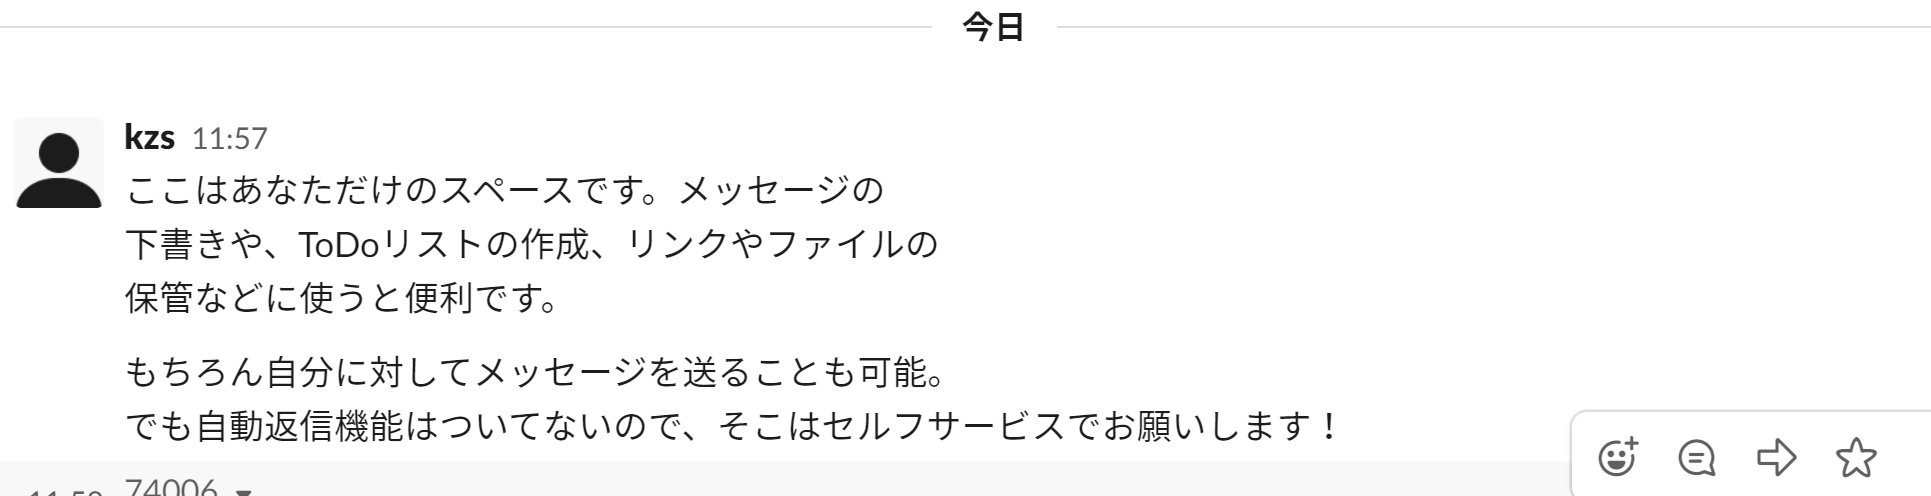 今日
kzs 11:57
ここはあなただけのスペースです。メッセージの
下書きや、ToDoリストの作成、リンクやファイルの
保管などに使うと便利です。
もちろん自分に対してメッセージを送ることも可能。
でも自動返信機能はついてないので、そこはセルフサービスでお願いします！
74006